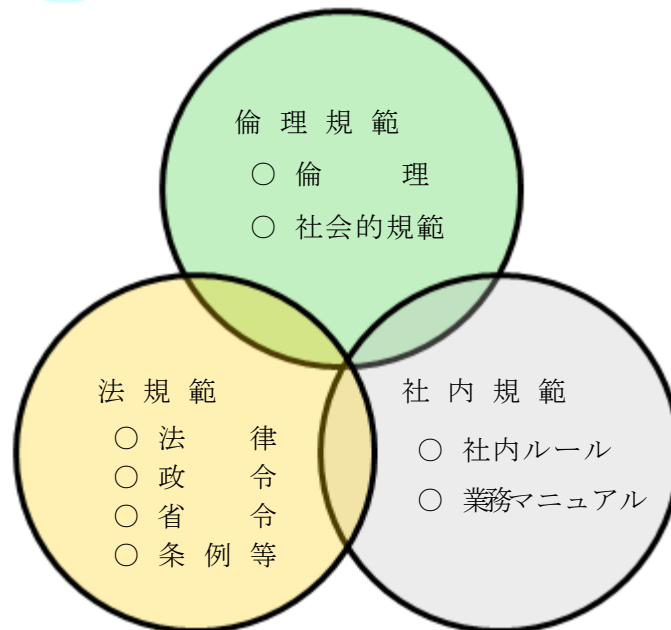 倫理規範
○ 倫　　理
○ 社会的規範
法規範
○ 法　　律
○ 政　　令
○ 省　　令
○ 条例等
社内規範
○ 社内ルール
○ 業務マニュアル